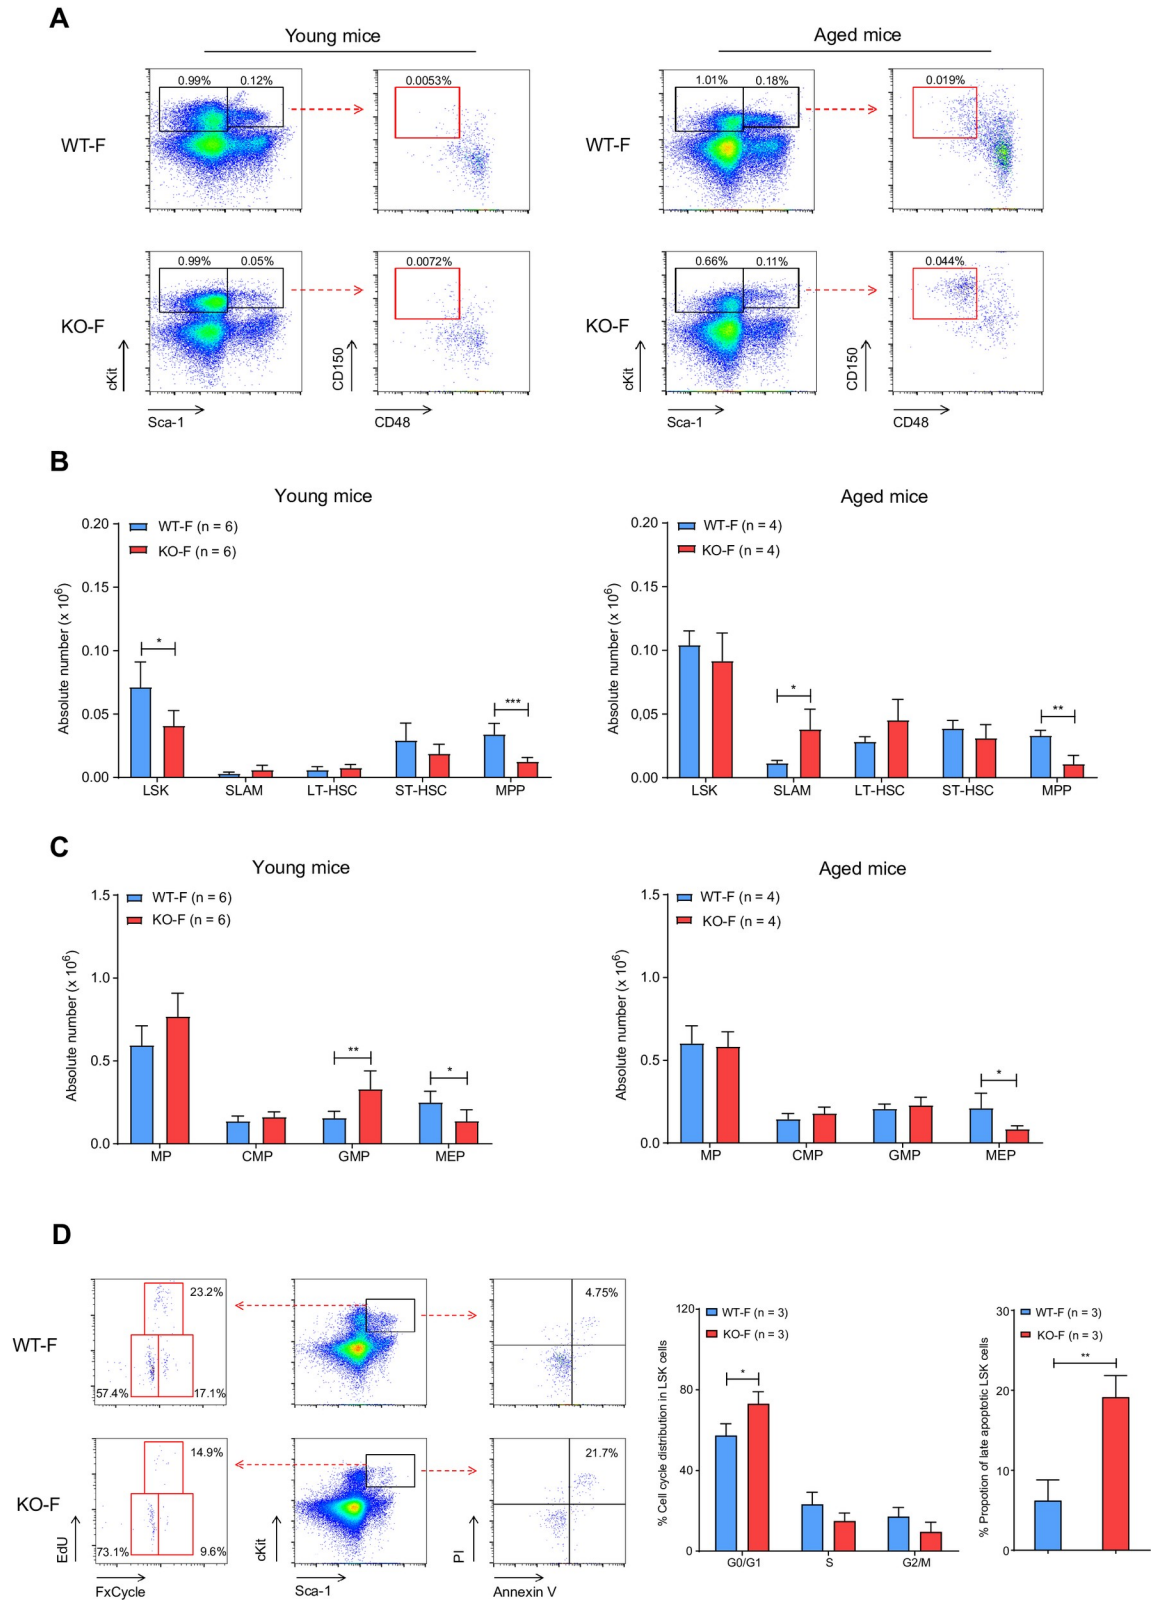 A
Young mice
Aged mice
WT-F
0.99%
0.12%
0.0053%
WT-F
1.01%
0.18%
0.019%
KO-F
0.99%
0.05%
0.0072%
KO-F
0.66%
0.11%
0.044%
cKit
CD150
cKit
CD150
Sca-1
CD48
Sca-1
CD48
B
Young mice
WT-F (n = 6)
KO-F (n = 6)
Absolute number (x 10⁶)
0.20
0.15
0.10
0.05
0.00
*
***
LSK
SLAM
LT-HSC
ST-HSC
MPP
Aged mice
WT-F (n = 4)
KO-F (n = 4)
Absolute number (x 10⁶)
0.20
0.15
0.10
0.05
0.00
*
**
LSK
SLAM
LT-HSC
ST-HSC
MPP
C
Young mice
WT-F (n = 6)
KO-F (n = 6)
Absolute number (x 10⁶)
1.5
1.0
0.5
0.0
**
*
MP
CMP
GMP
MEP
Aged mice
WT-F (n = 4)
KO-F (n = 4)
Absolute number (x 10⁶)
1.5
1.0
0.5
0.0
*
MP
CMP
GMP
MEP
D
WT-F
23.2%
57.4%
17.1%
4.75%
KO-F
14.9%
73.1%
9.6%
21.7%
EdU
cKit
PI
FxCycle
Sca-1
Annexin V
WT-F (n = 3)
KO-F (n = 3)
% Cell cycle distribution in LSK cells
120
80
40
0
*
G0/G1
S
G2/M
WT-F (n = 3)
KO-F (n = 3)
% Propotion of late apoptotic LSK cells
30
20
10
0
**